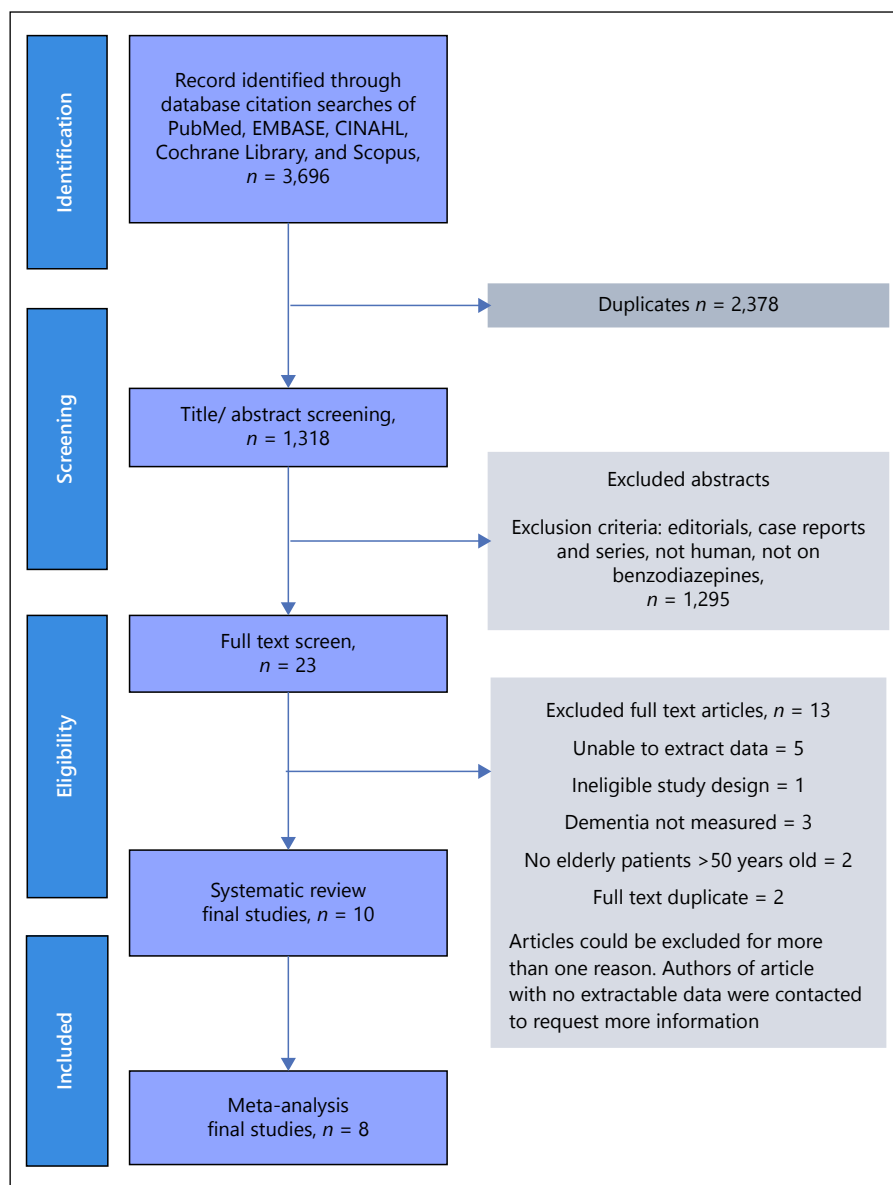 Identification
Record identified through
database citation searches of
PubMed, EMBASE, CINAHL,
Cochrane Library, and Scopus,
n = 3,696
Duplicates n = 2,378
Screening
Title/ abstract screening,
n = 1,318
Excluded abstracts
Exclusion criteria: editorials, case reports
and series, not human, not on
benzodiazepines,
n = 1,295
Eligibility
Full text screen,
n = 23
Excluded full text articles, n = 13
Unable to extract data = 5
Ineligible study design = 1
Dementia not measured = 3
No elderly patients >50 years old = 2
Full text duplicate = 2
Articles could be excluded for more
than one reason. Authors of article
with no extractable data were contacted
to request more information
Systematic review
final studies, n = 10
Included
Meta-analysis
final studies, n = 8